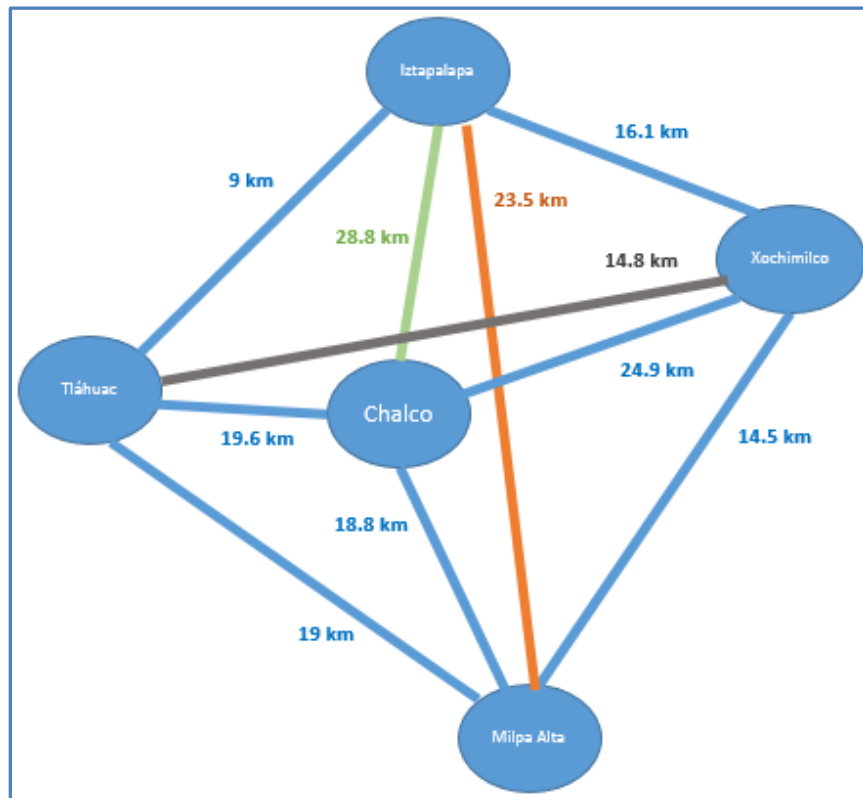 Iztapalapa
16.1 km
9 km
23.5 km
28.8 km
14.8 km
Xochimilco
24.9 km
Tláhuac
Chalco
19.6 km
14.5 km
18.8 km
19 km
Milpa Alta